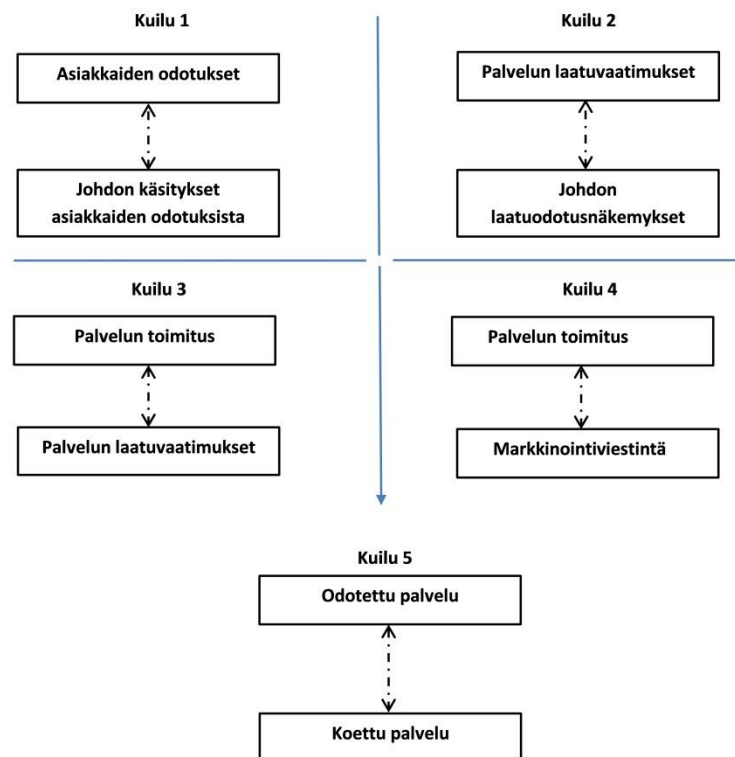 Kuilu 1
Asiakkaiden odotukset
Johdon käsitykset
asiakkaiden odotuksista
Kuilu 2
Palvelun laatuvaatimukset
Johdon
laatuodotusnäkemykset
Kuilu 3
Palvelun toimitus
Palvelun laatuvaatimukset
Kuilu 4
Palvelun toimitus
Markkinointiviestintä
Kuilu 5
Odotettu palvelu
Koettu palvelu